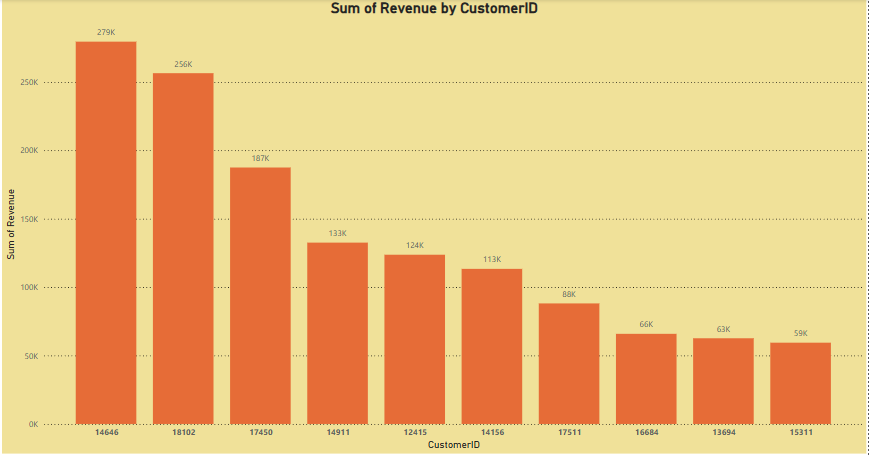 Sum of Revenue by CustomerID
279K
256K
187K
133K
124K
113K
88K
66K
63K
59K
250K
200K
150K
100K
50K
0K
Sum of Revenue
14646 18102 17450 14911 12415 14156 17511 16684 13694 15311
CustomerID